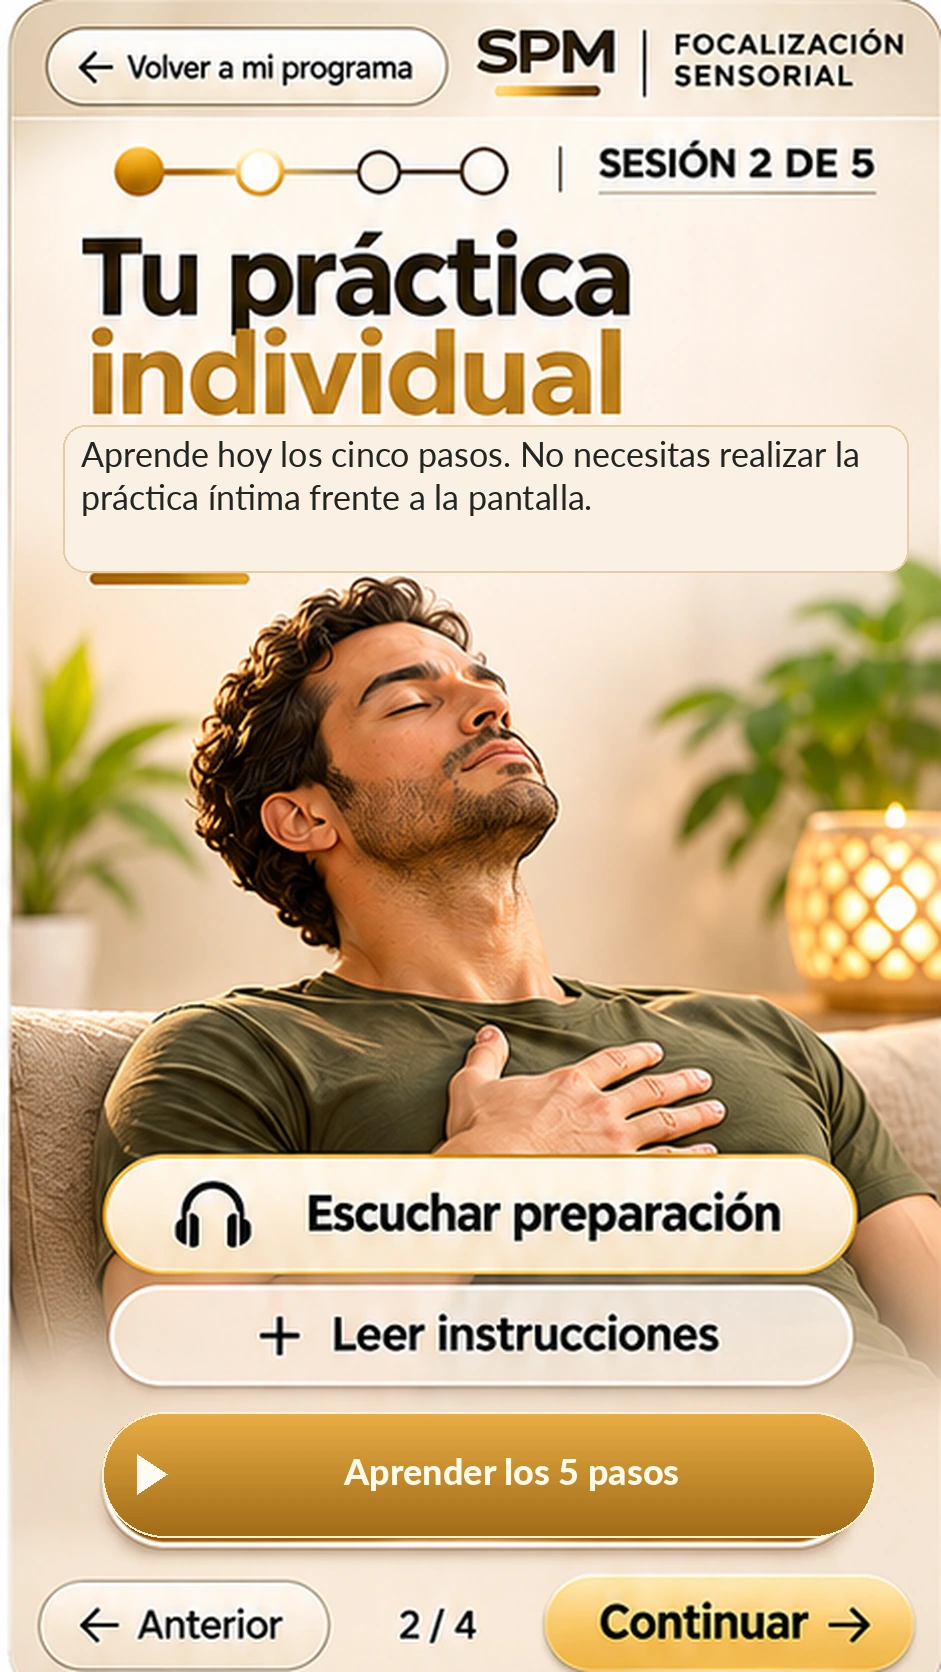 ← Volver a mi programa
SPM
FOCALIZACIÓN
SENSORIAL
SESIÓN 2 DE 5
Tu práctica
individual
Aprende hoy los cinco pasos. No necesitas realizar la
práctica íntima frente a la pantalla.
Escuchar preparación
+ Leer instrucciones
Aprender los 5 pasos
← Anterior
2 / 4
Continuar →